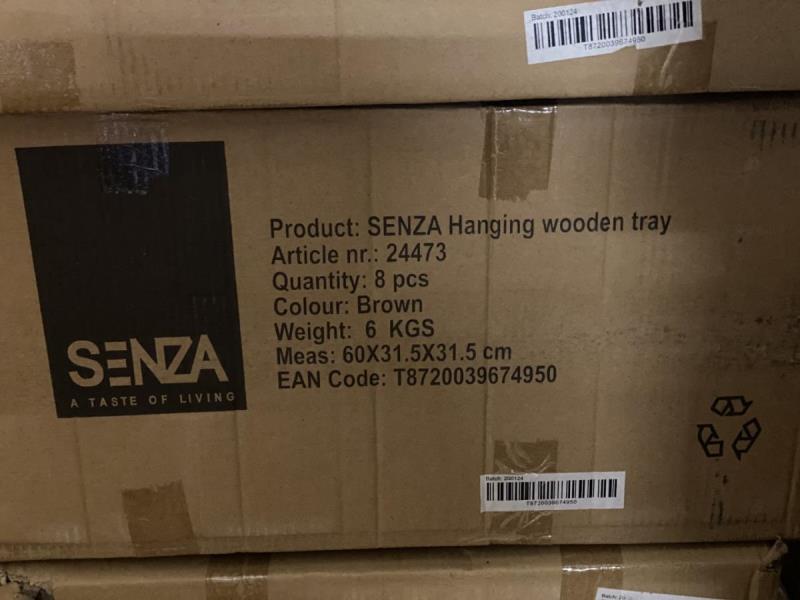 Batch: 200124
T8720039674950
SENZA
A TASTE OF LIVING
Product: SENZA Hanging wooden tray
Article nr.: 24473
Quantity: 8 pcs
Colour: Brown
Weight: 6 KGS
Meas: 60X31.5X31.5 cm
EAN Code: T8720039674950
Batch: 200124
T8720039674950
Batch: